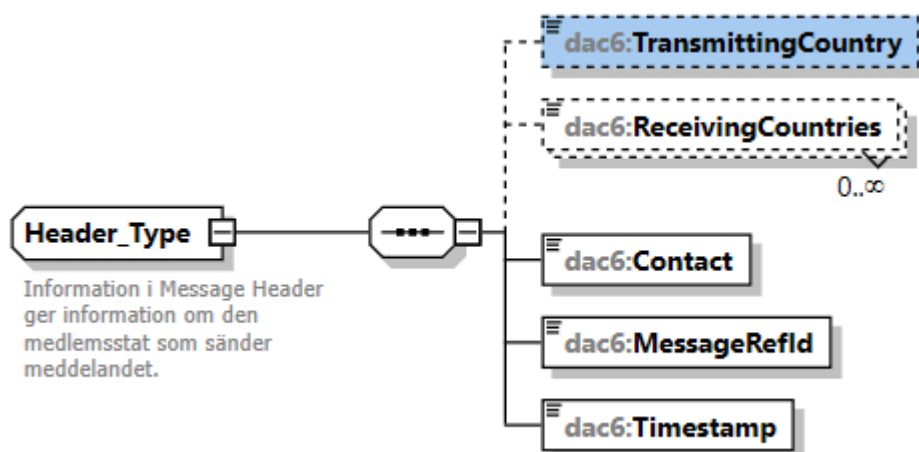 dac6:TransmittingCountry
dac6:ReceivingCountries
0..∞
Header_Type
Information i Message Header
ger information om den
medlemsstat som sänder
meddelandet.
dac6:Contact
dac6:MessageRefId
dac6:Timestamp